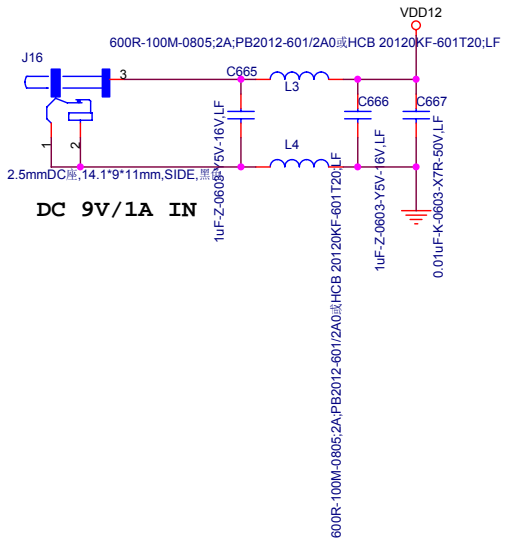 VDD12
600R-100M-0805;2A;PB2012-601/2A0或HCB 20120KF-601T20;LF
J16
3
C665
L3
C666
C667
1
2
L4
2.5mmDC座,14.1*9*11mm,SIDE,黑色
DC 9V/1A IN
1uF-Z-0603-Y5V-16V,LF
600R-100M-0805;2A;PB2012-601/2A0或HCB 20120KF-601T20;LF
1uF-Z-0603-Y5V-16V,LF
0.01uF-K-0603-X7R-50V,LF